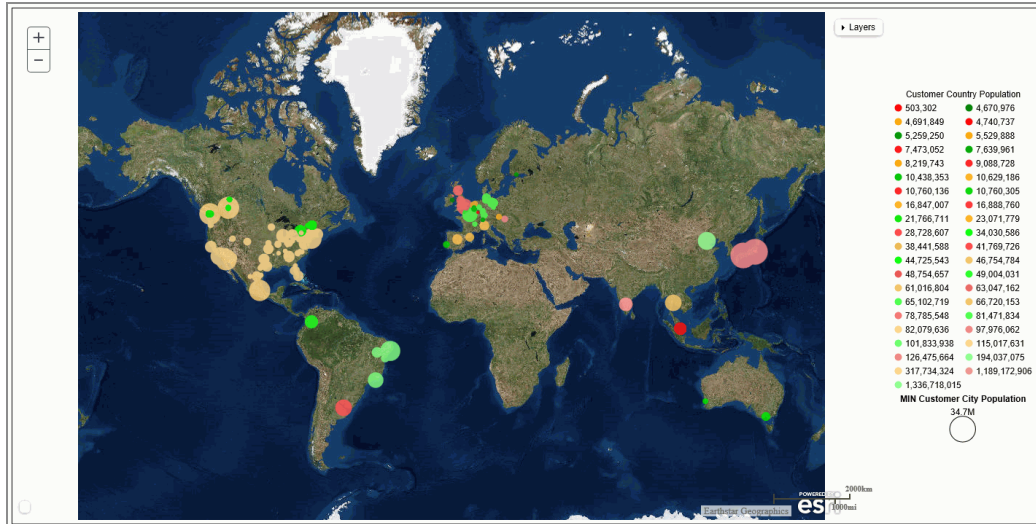 +
−
Layers
Customer Country Population
503,302 4,670,976
4,691,849 4,740,737
5,259,250 5,529,888
7,473,052 7,639,961
8,219,743 9,088,728
10,438,353 10,629,186
10,760,136 10,760,305
16,847,007 16,888,760
21,766,711 23,071,779
28,728,607 34,030,586
38,441,588 41,769,726
44,725,543 46,754,784
48,754,657 49,004,031
61,016,804 63,047,162
65,102,719 66,720,153
78,785,548 81,471,834
82,079,636 97,976,062
101,833,938 115,017,631
126,475,664 194,037,075
317,734,324 1,189,172,906
1,336,718,015
MIN Customer City Population
34.7M
2000km
1000mi
POWERED
esri
Earthstar Geographics